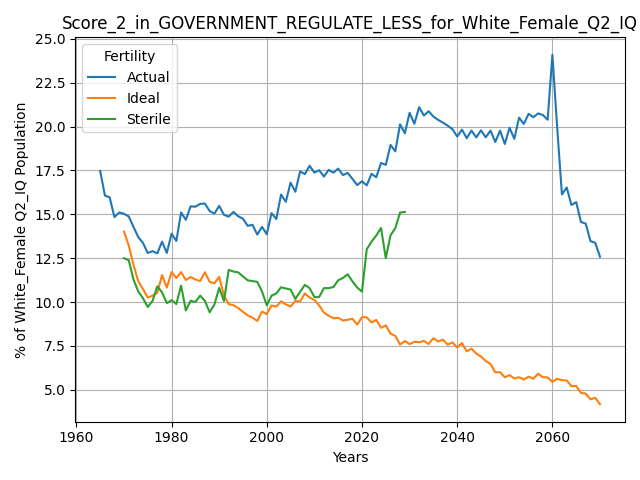 Score_2_in_GOVERNMENT_REGULATE_LESS_for_White_Female_Q2_IQ
Fertility
Actual
Ideal
Sterile
% of White_Female Q2_IQ Population
25.0
22.5
20.0
17.5
15.0
12.5
10.0
7.5
5.0
1960
1980
2000
2020
2040
2060
Years